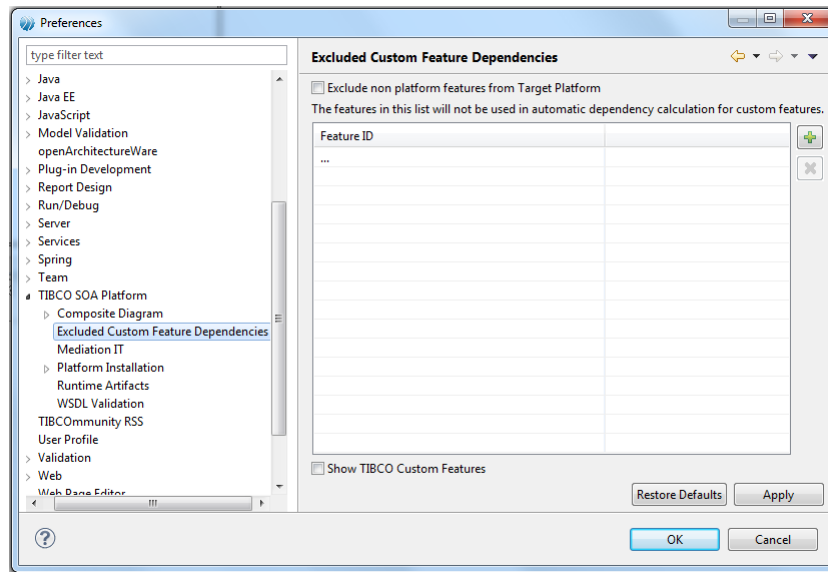 Preferences
type filter text
Java
Java EE
JavaScript
Model Validation
openArchitectureWare
Plug-in Development
Report Design
Run/Debug
Server
Services
Spring
Team
TIBCO SOA Platform
Composite Diagram
Excluded Custom Feature Dependencies
Mediation IT
Platform Installation
Runtime Artifacts
WSDL Validation
TIBCOmmunity RSS
User Profile
Validation
Web
Web Page Editor
Excluded Custom Feature Dependencies
Exclude non platform features from Target Platform
The features in this list will not be used in automatic dependency calculation for custom features.
Feature ID
...
Show TIBCO Custom Features
Restore Defaults Apply
OK Cancel